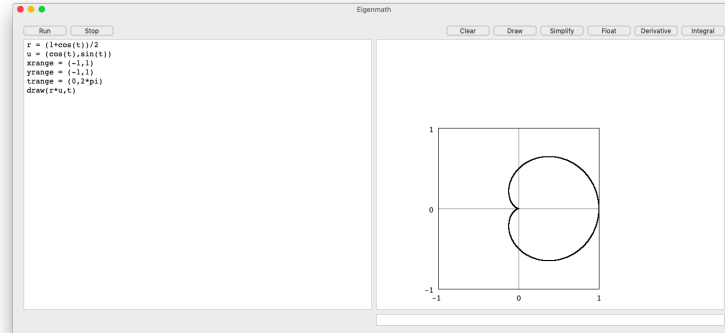 Eigenmath
Run Stop Clear Draw Simplify Float Derivative Integral
r = (1+cos(t))/2
u = (cos(t),sin(t))
xrange = (-1,1)
yrange = (-1,1)
trange = (0,2*pi)
draw(r*u,t)
1
0
-1
-1 0 1